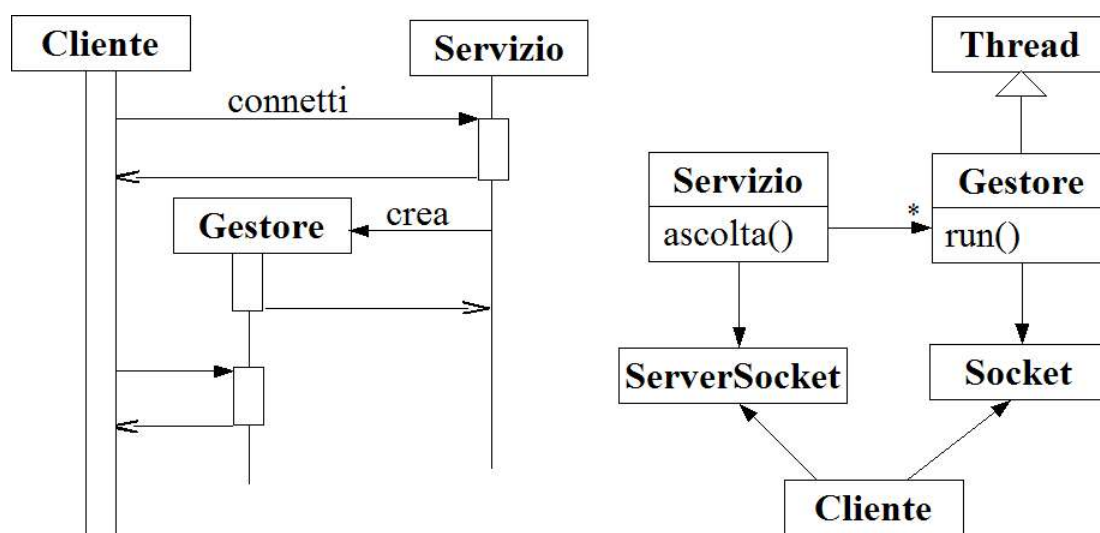 Cliente
Servizio
connetti
Gestore
crea
Thread
Servizio
ascolta()
*
Gestore
run()
ServerSocket
Socket
Cliente